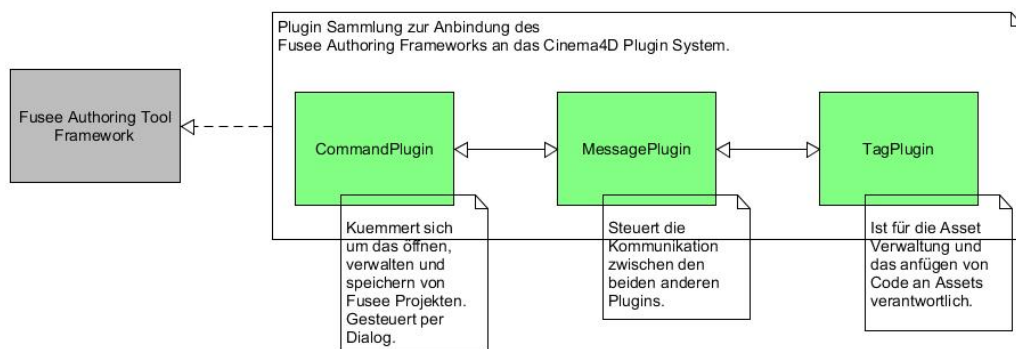 Plugin Sammlung zur Anbindung des
Fusee Authoring Frameworks an das Cinema4D Plugin System.
Fusee Authoring Tool
Framework
CommandPlugin
MessagePlugin
TagPlugin
Kuemmert sich
um das öffnen,
verwalten und
speichern von
Fusee Projekten.
Gesteuert per
Dialog.
Steuert die
Kommunikation
zwischen den
beiden anderen
Plugins.
Ist für die Asset
Verwaltung und
das anfügen von
Code an Assets
verantwortlich.